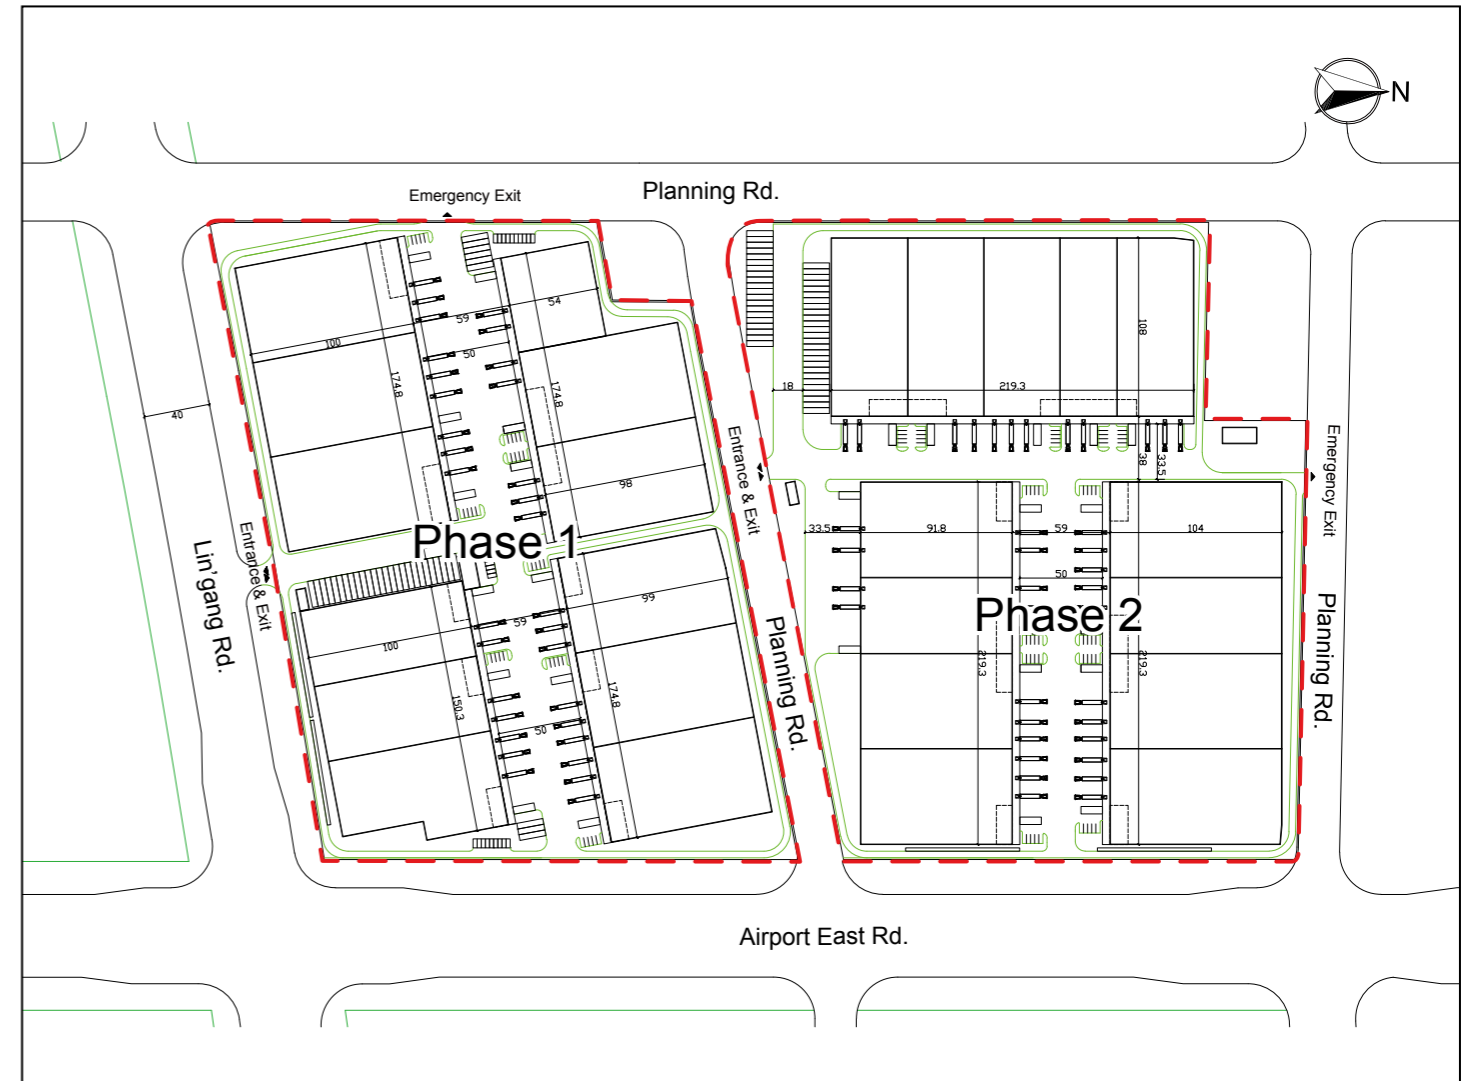 N
Planning Rd.
Emergency Exit
54
59
100
50
174.8
174.8
40
98
Entrance & Exit
Phase 1
Lin'gang Rd.
Entrance & Exit
99
59
100
150.3
174.8
50
Planning Rd.
108
18
219.3
38
33.5
Emergency Exit
33.5
91.8
59
104
50
Phase 2
219.3
219.3
Planning Rd.
Airport East Rd.